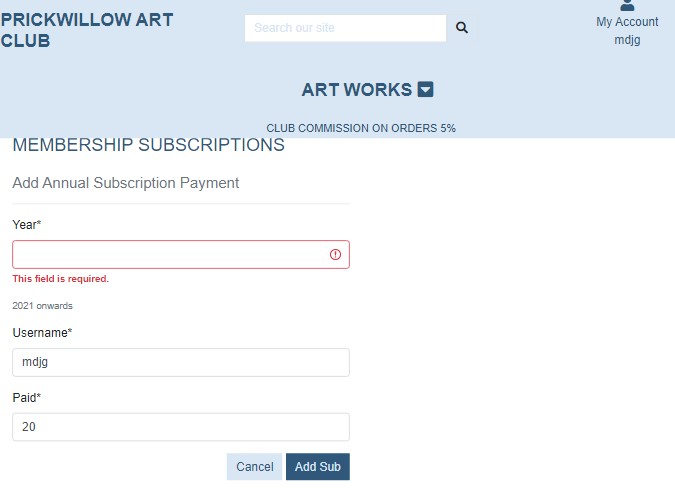 PRICKWILLOW ART
CLUB
Search our site
My Account
mdjg
ART WORKS
CLUB COMMISSION ON ORDERS 5%
MEMBERSHIP SUBSCRIPTIONS
Add Annual Subscription Payment
Year*
This field is required.
2021 onwards
Username*
mdjg
Paid*
20
Cancel Add Sub